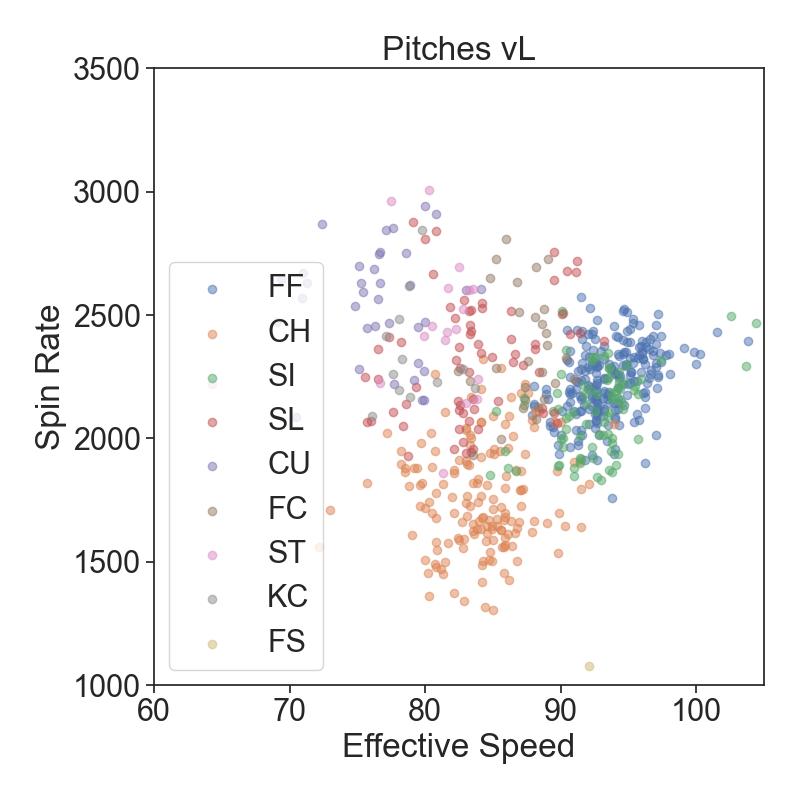 Pitches vL
3500
3000
2500
2000
1500
1000
Spin Rate
FF
CH
SI
SL
CU
FC
ST
KC
FS
60 70 80 90 100
Effective Speed